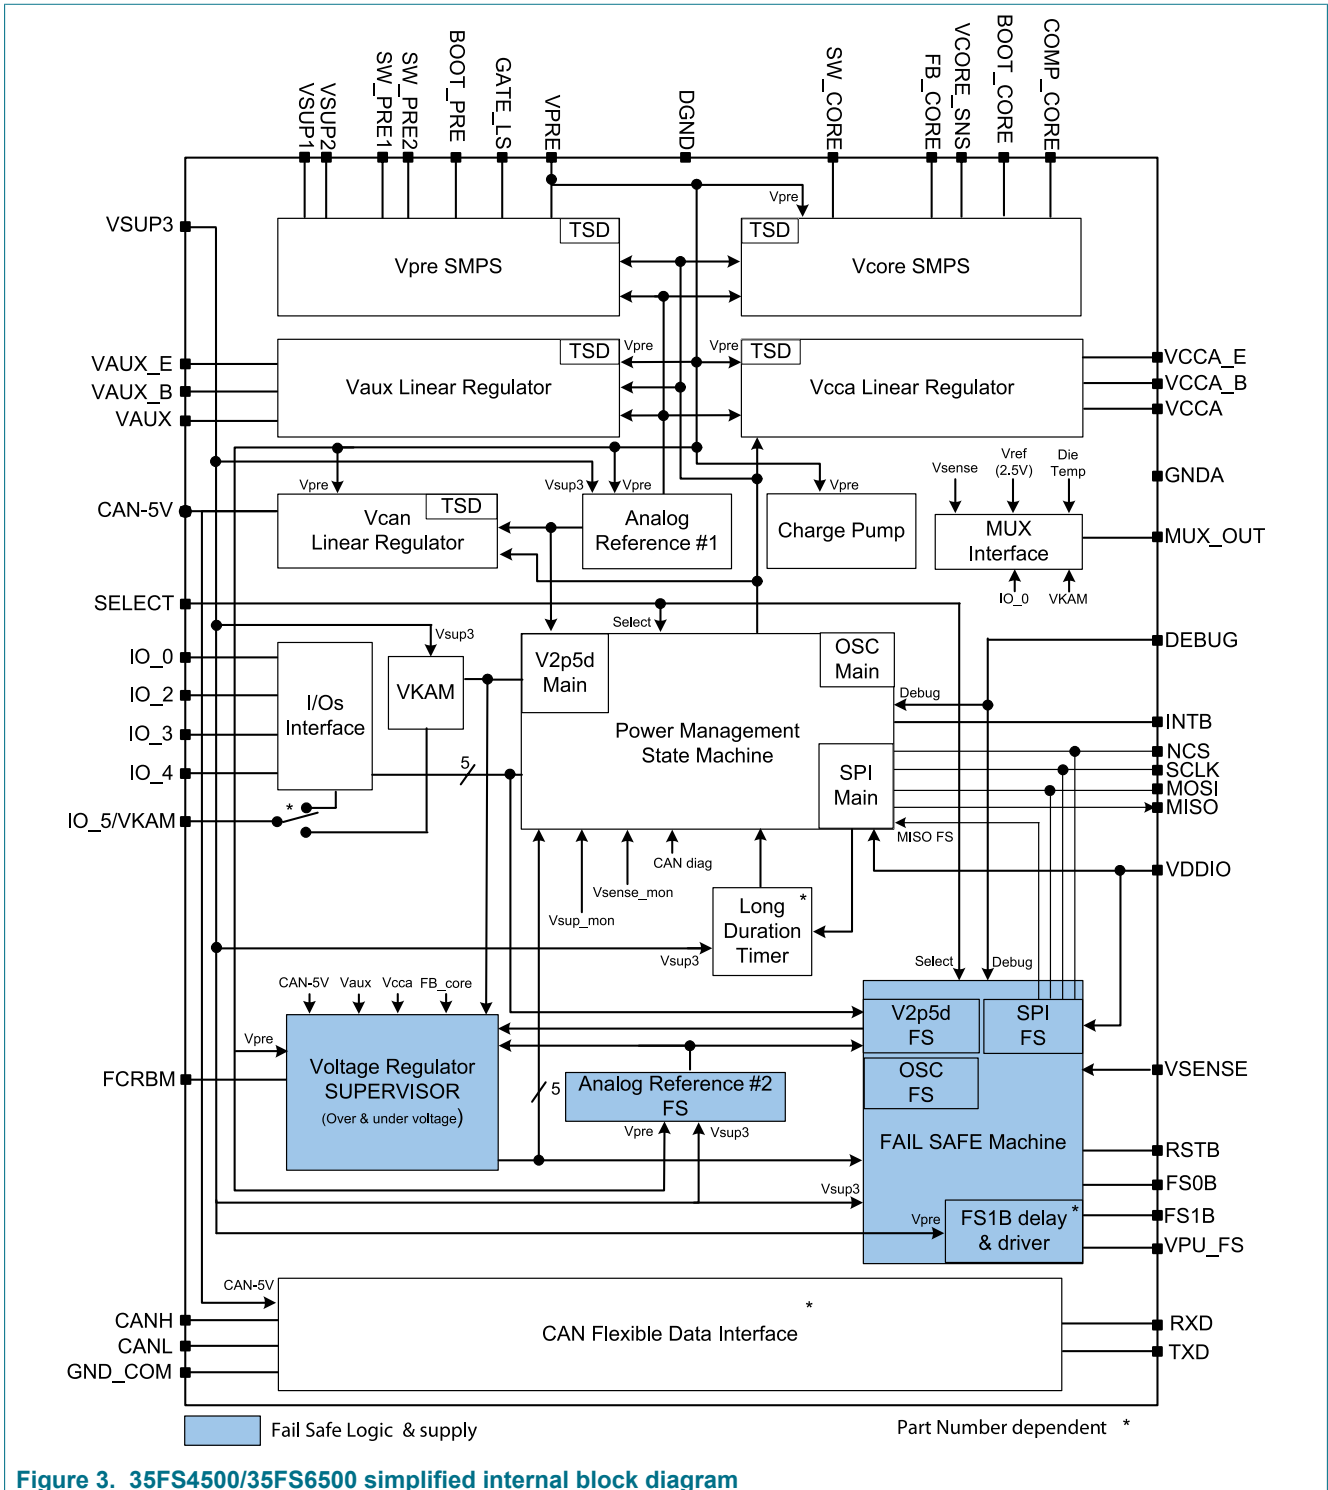 VSUP1
VSUP2
SW_PRE1
SW_PRE2
BOOT_PRE
GATE_LS
VPRE
DGND
SW_CORE
FB_CORE
VCORE_SNS
BOOT_CORE
COMP_CORE
VSUP3
Vpre
TSD
Vpre SMPS
TSD
Vcore SMPS
VAUX_E
VAUX_B
VAUX
TSD
Vpre
Vaux Linear Regulator
Vpre
TSD
Vcca Linear Regulator
VCCA_E
VCCA_B
VCCA
GNDA
CAN-5V
Vpre
TSD
Vcan
Linear Regulator
Vsup3
Vpre
Analog
Reference #1
Vpre
Charge Pump
Vsense
Vref
(2.5V)
Die
Temp
MUX
Interface
IO_0
VKAM
MUX_OUT
SELECT
Select
IO_0
IO_2
IO_3
IO_4
IO_5/VKAM
I/Os
Interface
*
Vsup3
VKAM
5
V2p5d
Main
OSC
Main
Power Management
State Machine
SPI
Main
Debug
DEBUG
INTB
NCS
SCLK
MOSI
MISO
MISO FS
VDDIO
CAN diag
Vsense_mon
Vsup_mon
Vsup3
Long *
Duration
Timer
Select
Debug
CAN-5V
Vaux
Vcca
FB_core
Vpre
FCRBM
Voltage Regulator
SUPERVISOR
(Over & under voltage)
5
Analog Reference #2
FS
Vpre
Vsup3
V2p5d
FS
SPI
FS
OSC
FS
FAIL SAFE Machine
Vsup3
Vpre
FS1B delay *
& driver
VSENSE
RSTB
FS0B
FS1B
VPU_FS
CAN-5V
CANH
CANL
GND_COM
*
CAN Flexible Data Interface
RXD
TXD
Fail Safe Logic & supply
Part Number dependent *
Figure 3. 35FS4500/35FS6500 simplified internal block diagram